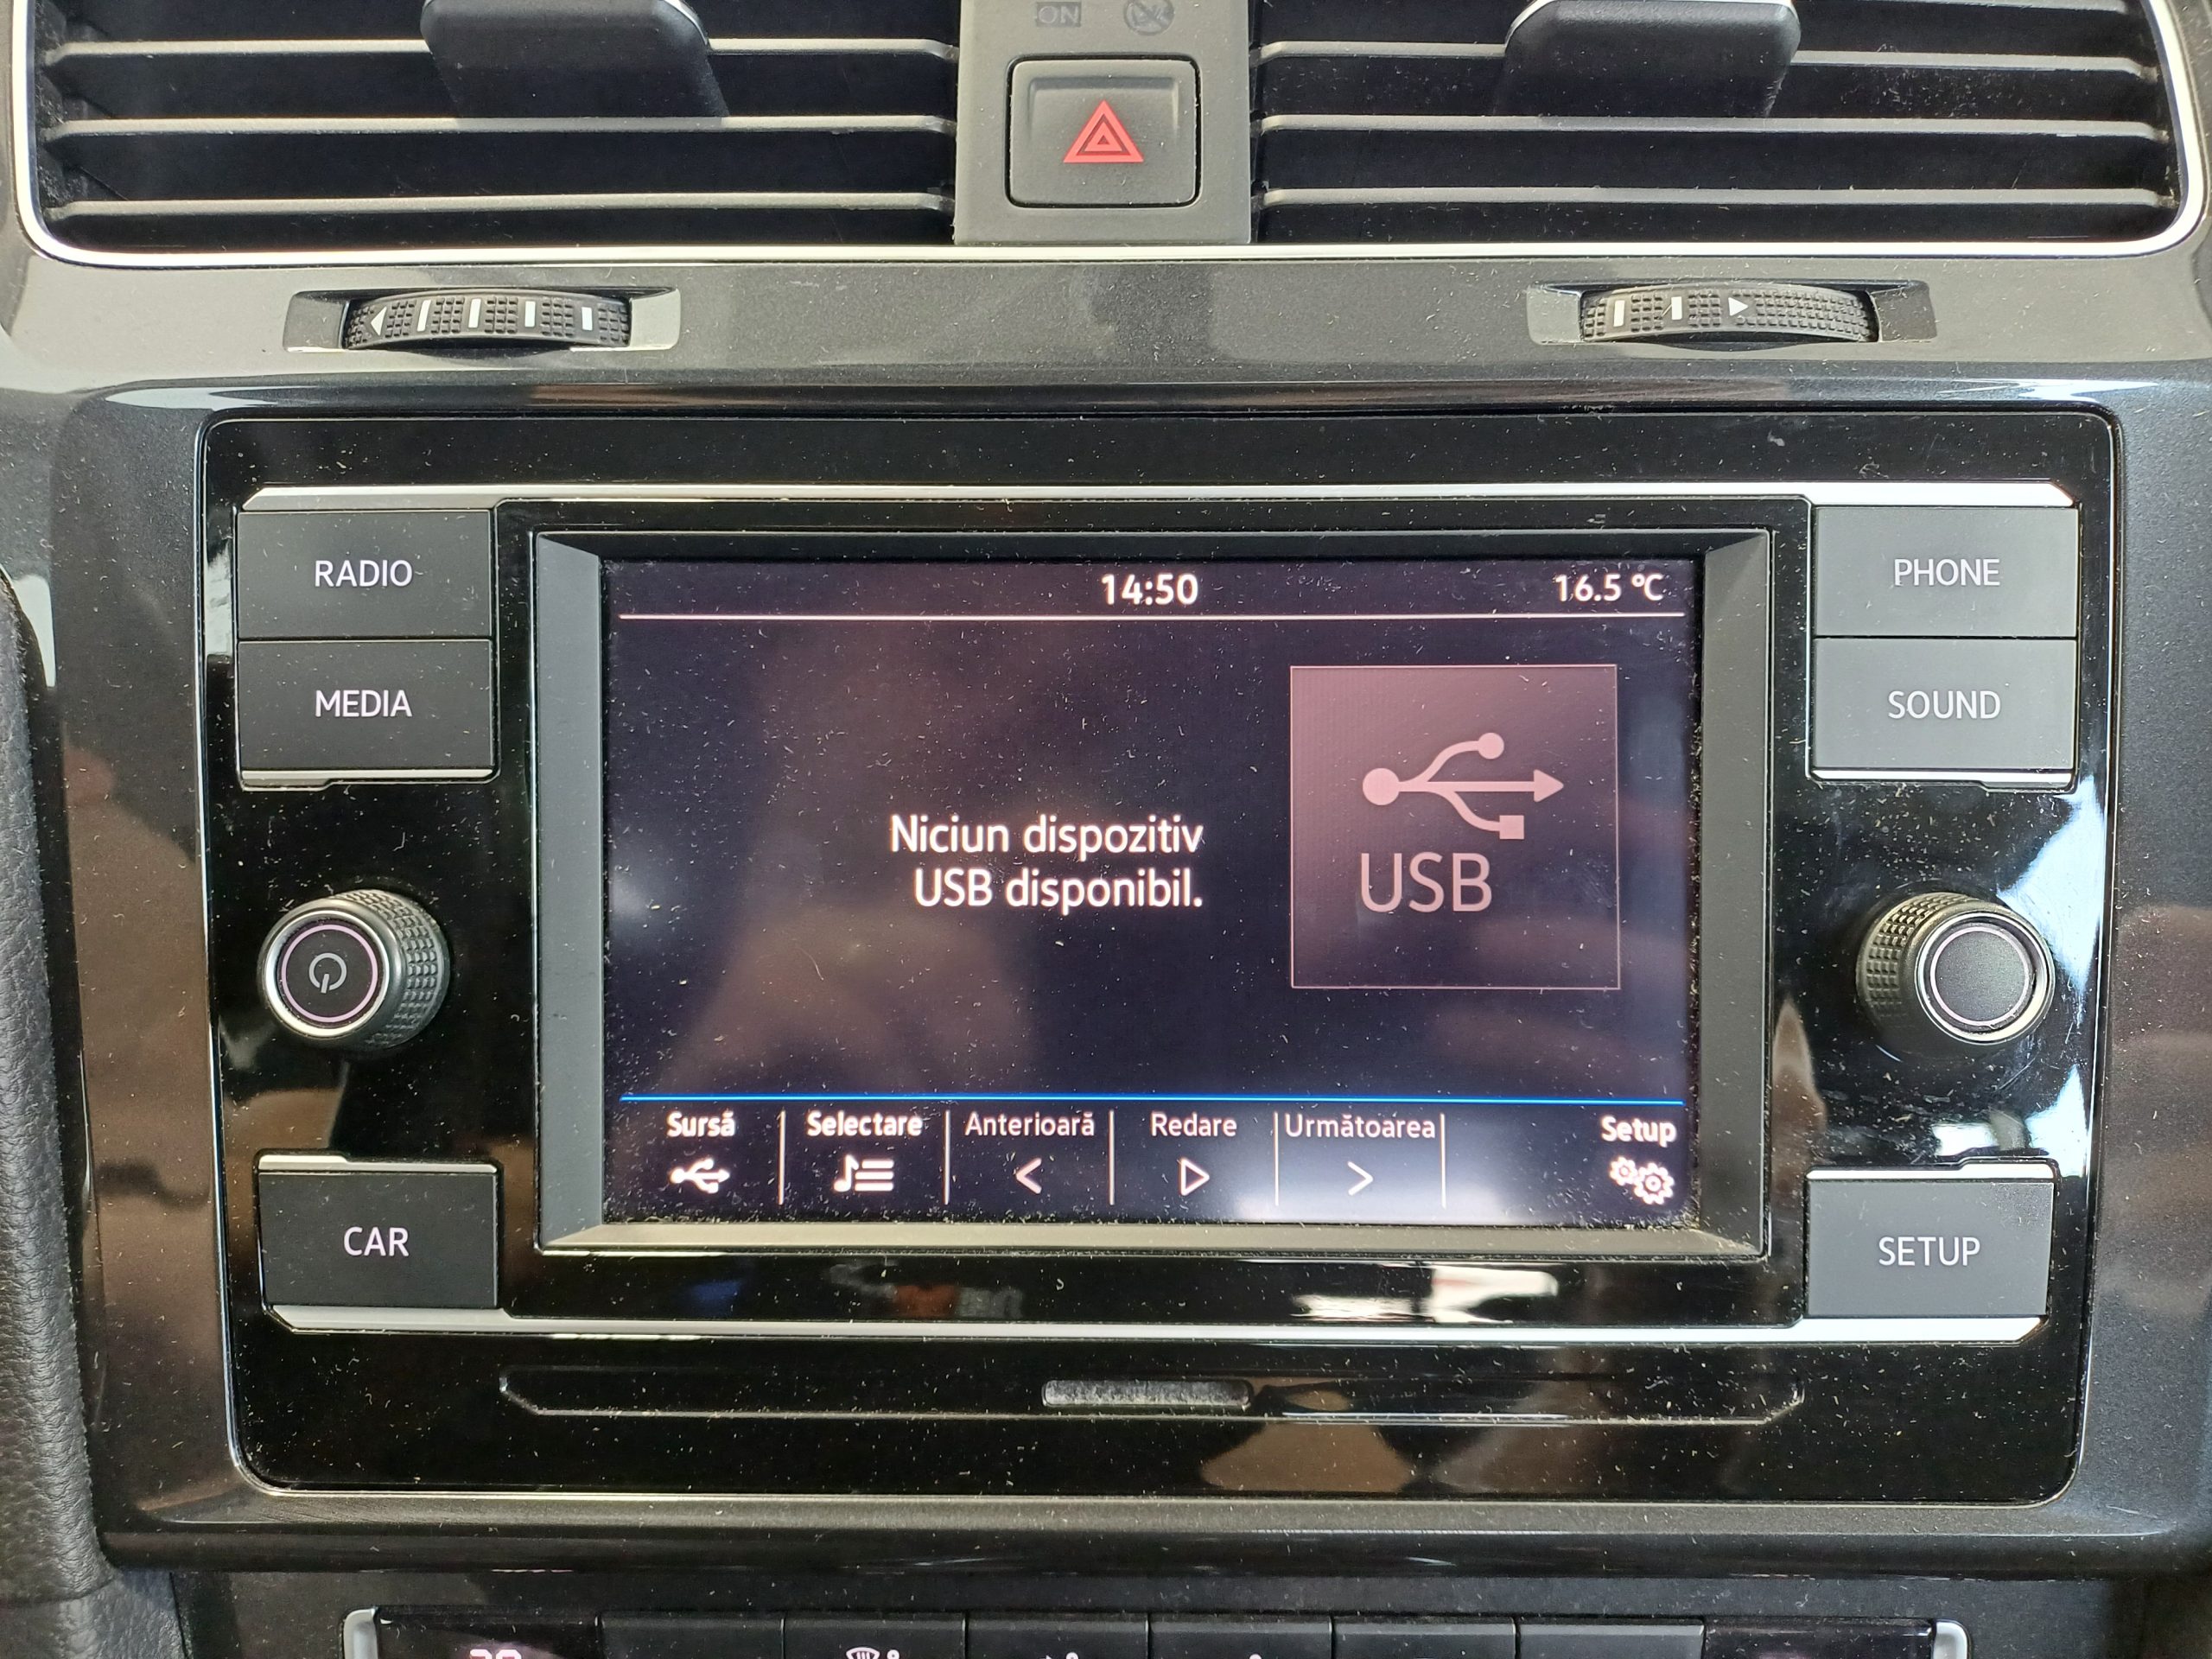 ON
RADIO
MEDIA
PHONE
SOUND
14:50
16.5 °C
Niciun dispozitiv
USB disponibil.
USB
Sursă
Selectare
Anterioară
Redare
Următoarea
Setup
CAR
SETUP